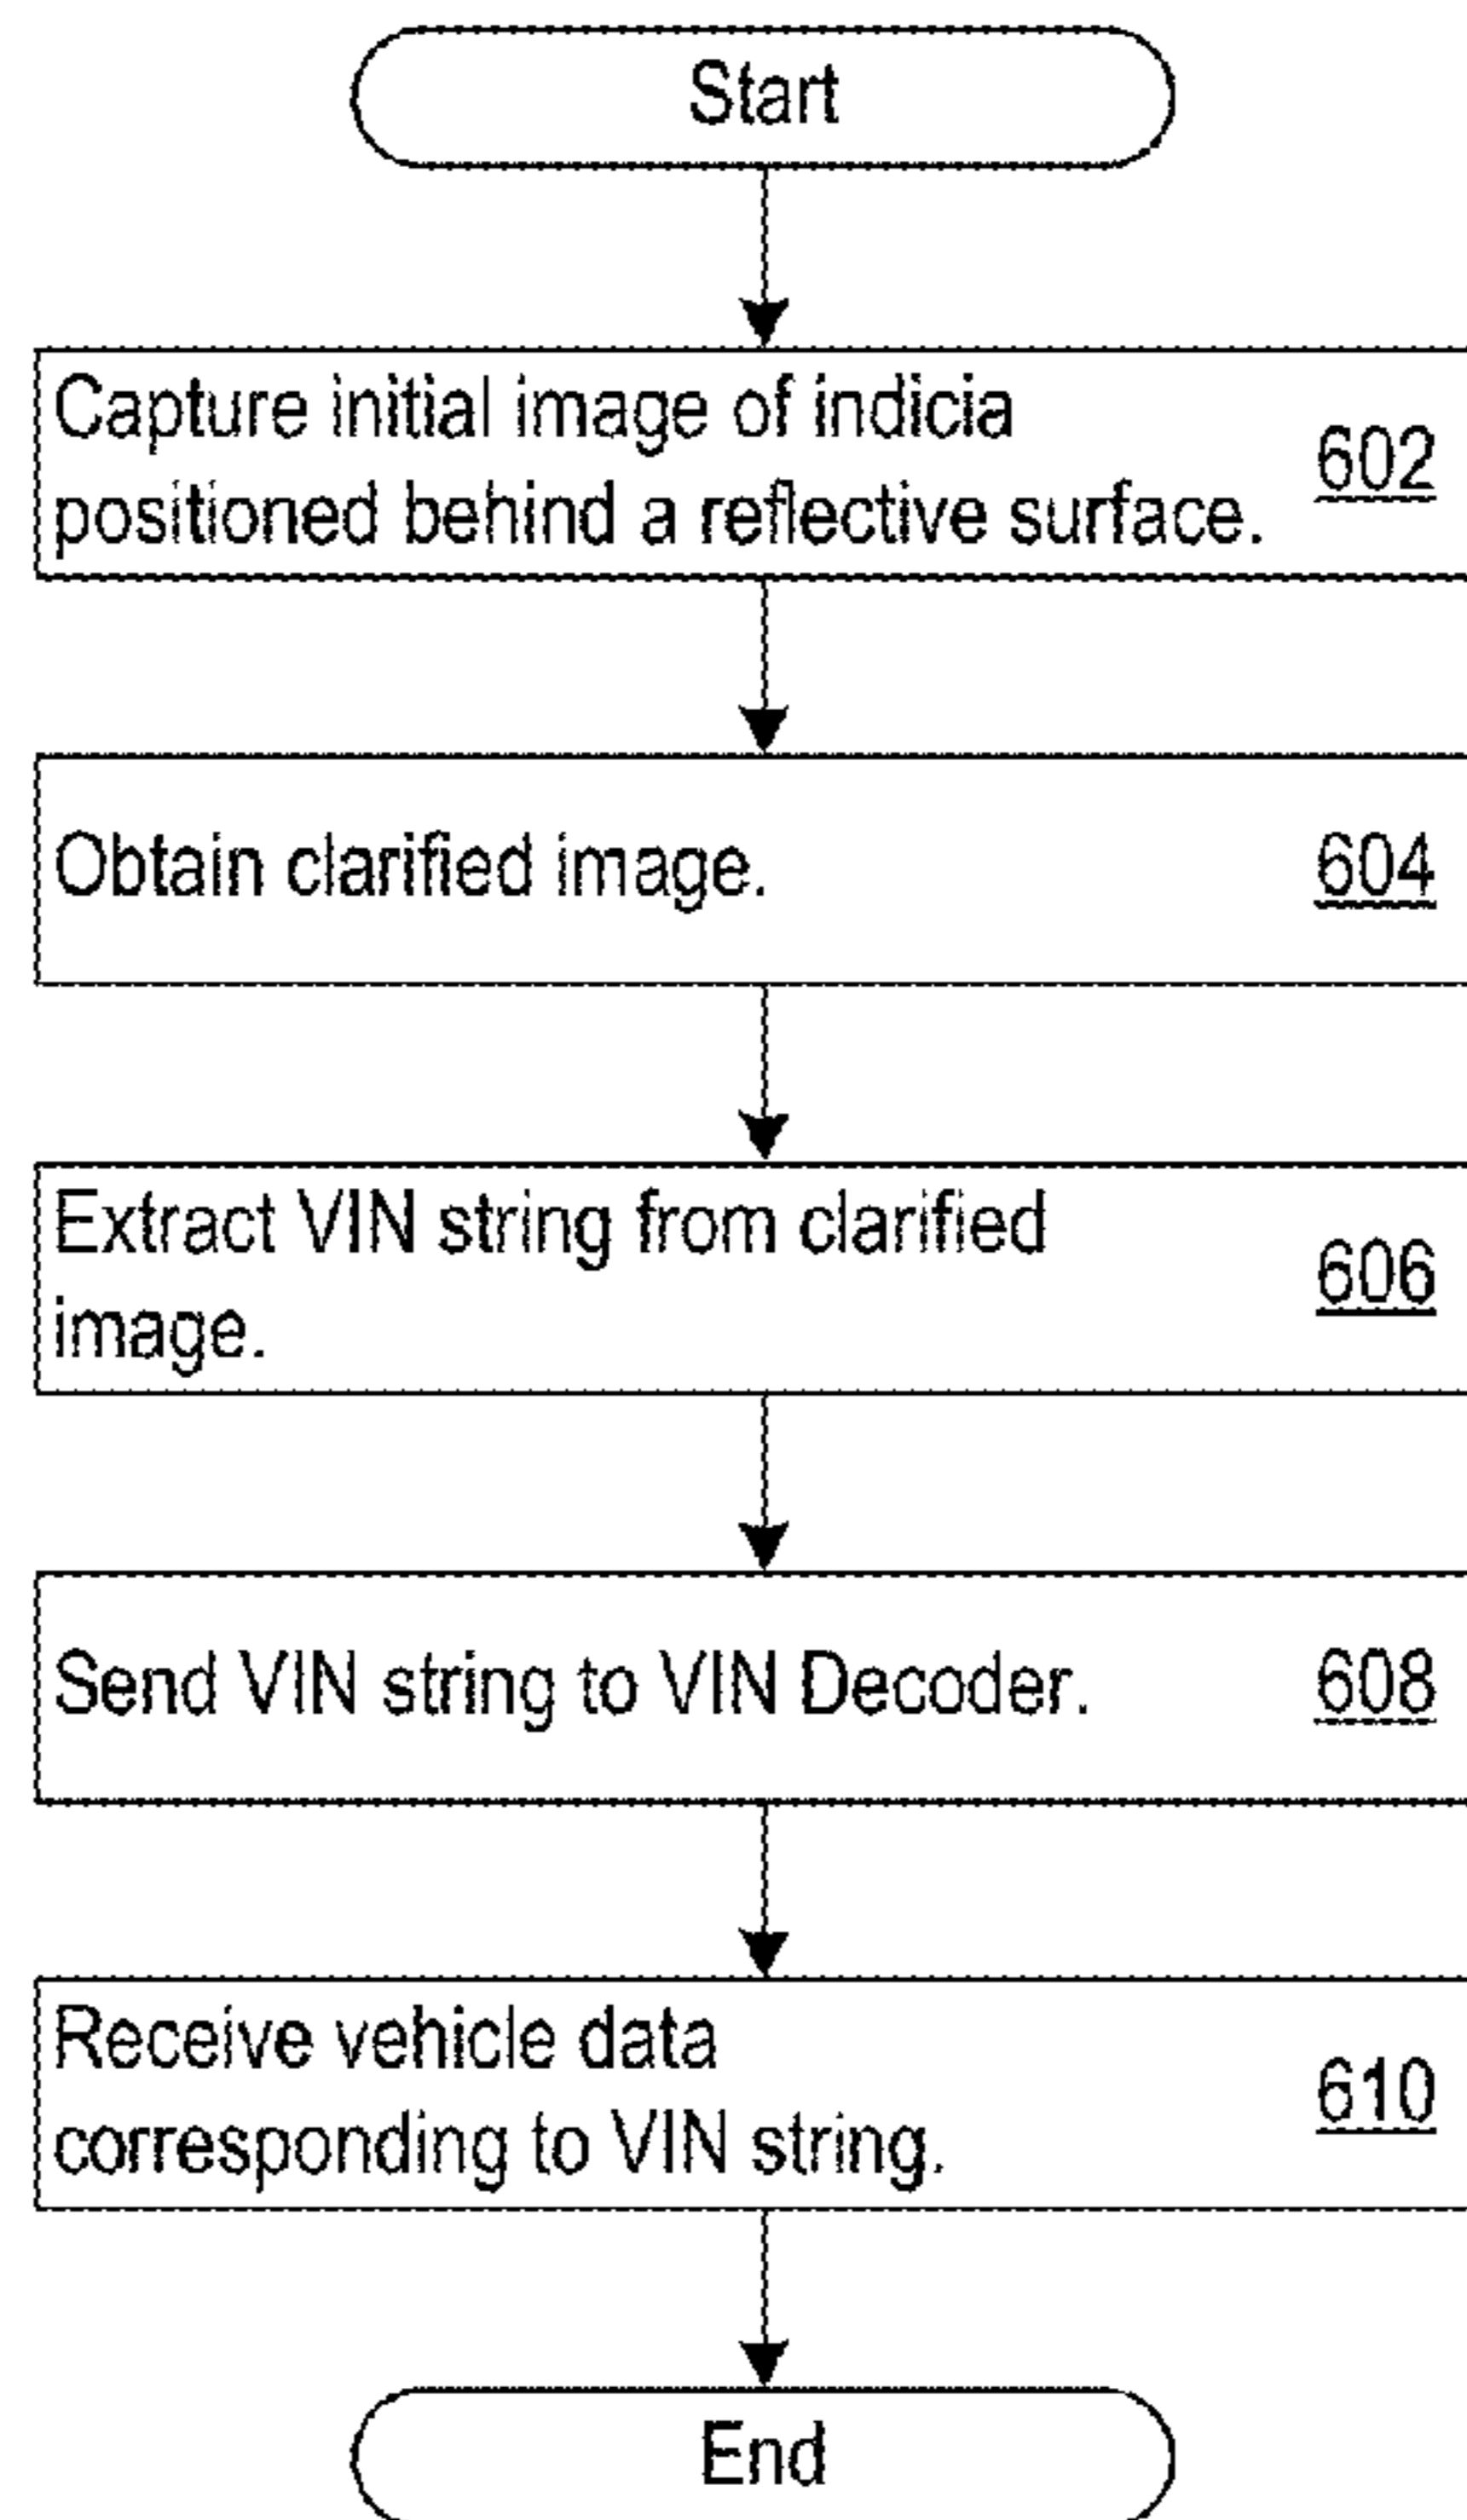 Start
Capture initial image of indicia
positioned behind a reflective surface.
602
Obtain clarified image.
604
Extract VIN string from clarified
image.
606
Send VIN string to VIN Decoder.
608
Receive vehicle data
corresponding to VIN string.
610
End